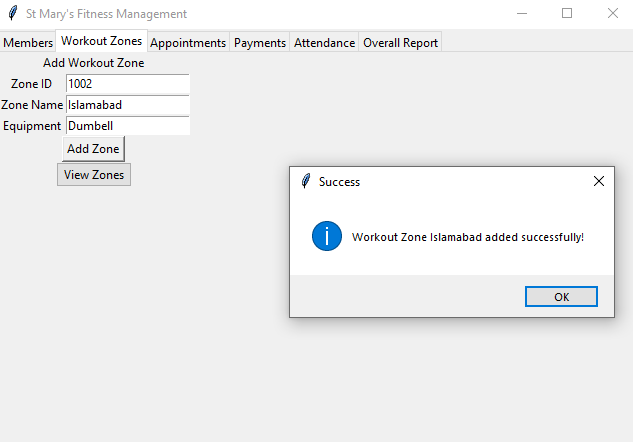 St Mary's Fitness Management
Members Workout Zones Appointments Payments Attendance Overall Report
Add Workout Zone
Zone ID 1002
Zone Name Islamabad
Equipment Dumbell
Add Zone
View Zones
Success
Workout Zone Islamabad added successfully!
OK